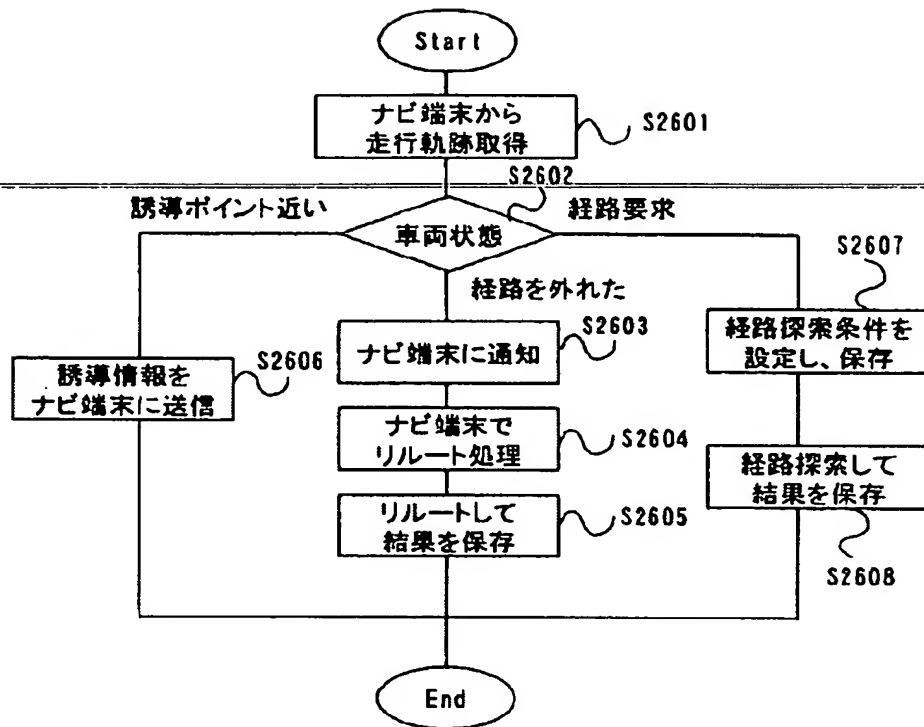 Start
ナビ端末から
走行軌跡取得
S2601
S2602
誘導ポイント近い
車両状態
経路要求
経路を外れた
S2607
S2603
ナビ端末に通知
経路探索条件を
設定し、保存
S2606
誘導情報を
ナビ端末に送信
ナビ端末で
リルート処理
S2604
経路探索して
結果を保存
リルートして
結果を保存
S2605
S2608
End